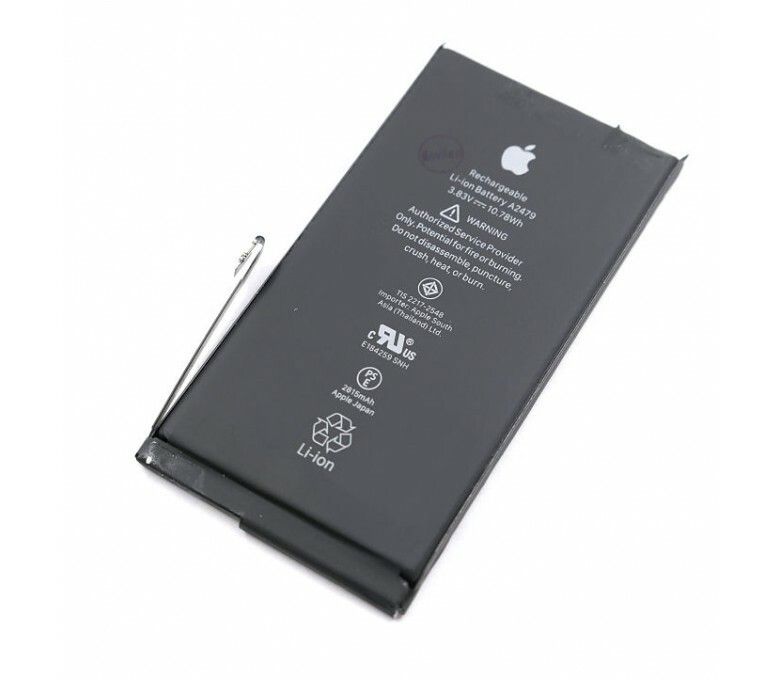 Rechargeable
Li-ion Battery A2479
3.83V⎓10.78Wh
WARNING
Authorized Service Provider
Only. Potential for fire or burning.
Do not disassemble, puncture,
crush, heat, or burn.
TIS 2217-2548
Importer: Apple South
Asia (Thailand) Ltd.
c RU® US
E184259 SNH
PS
E
2815mAh
Apple Japan
Li-ion